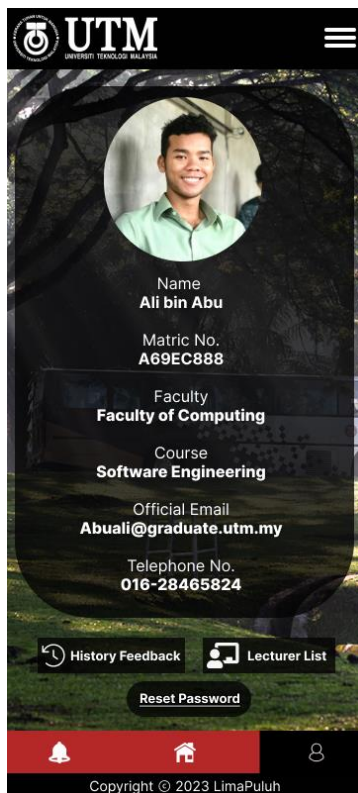 UTM
UNIVERSITI TEKNOLOGI MALAYSIA
Name
Ali bin Abu
Matric No.
A69EC888
Faculty
Faculty of Computing
Course
Software Engineering
Official Email
Abuali@graduate.utm.my
Telephone No.
016-28465824
History Feedback
Lecturer List
Reset Password
Copyright © 2023 LimaPuluh